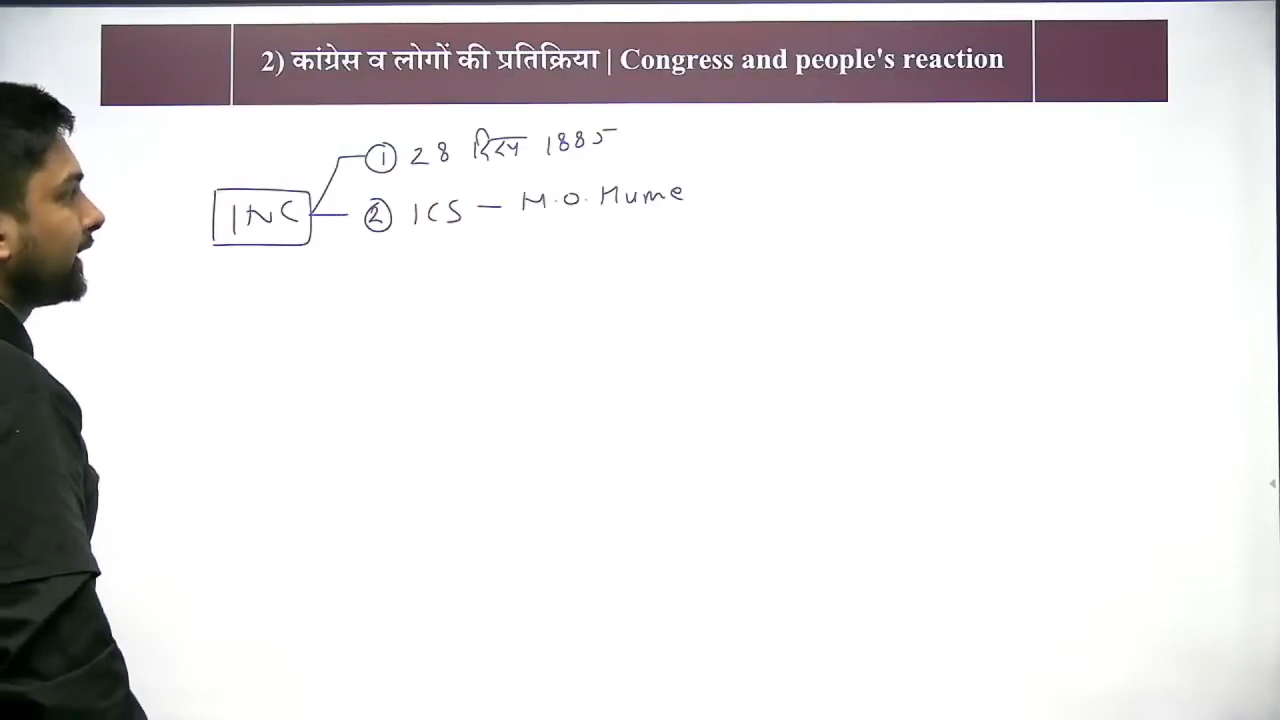 2) कांग्रेस व लोगों की प्रतिक्रिया | Congress and people's reaction
INC
① 28 दिस 1885
② ICS — M.O. Hume